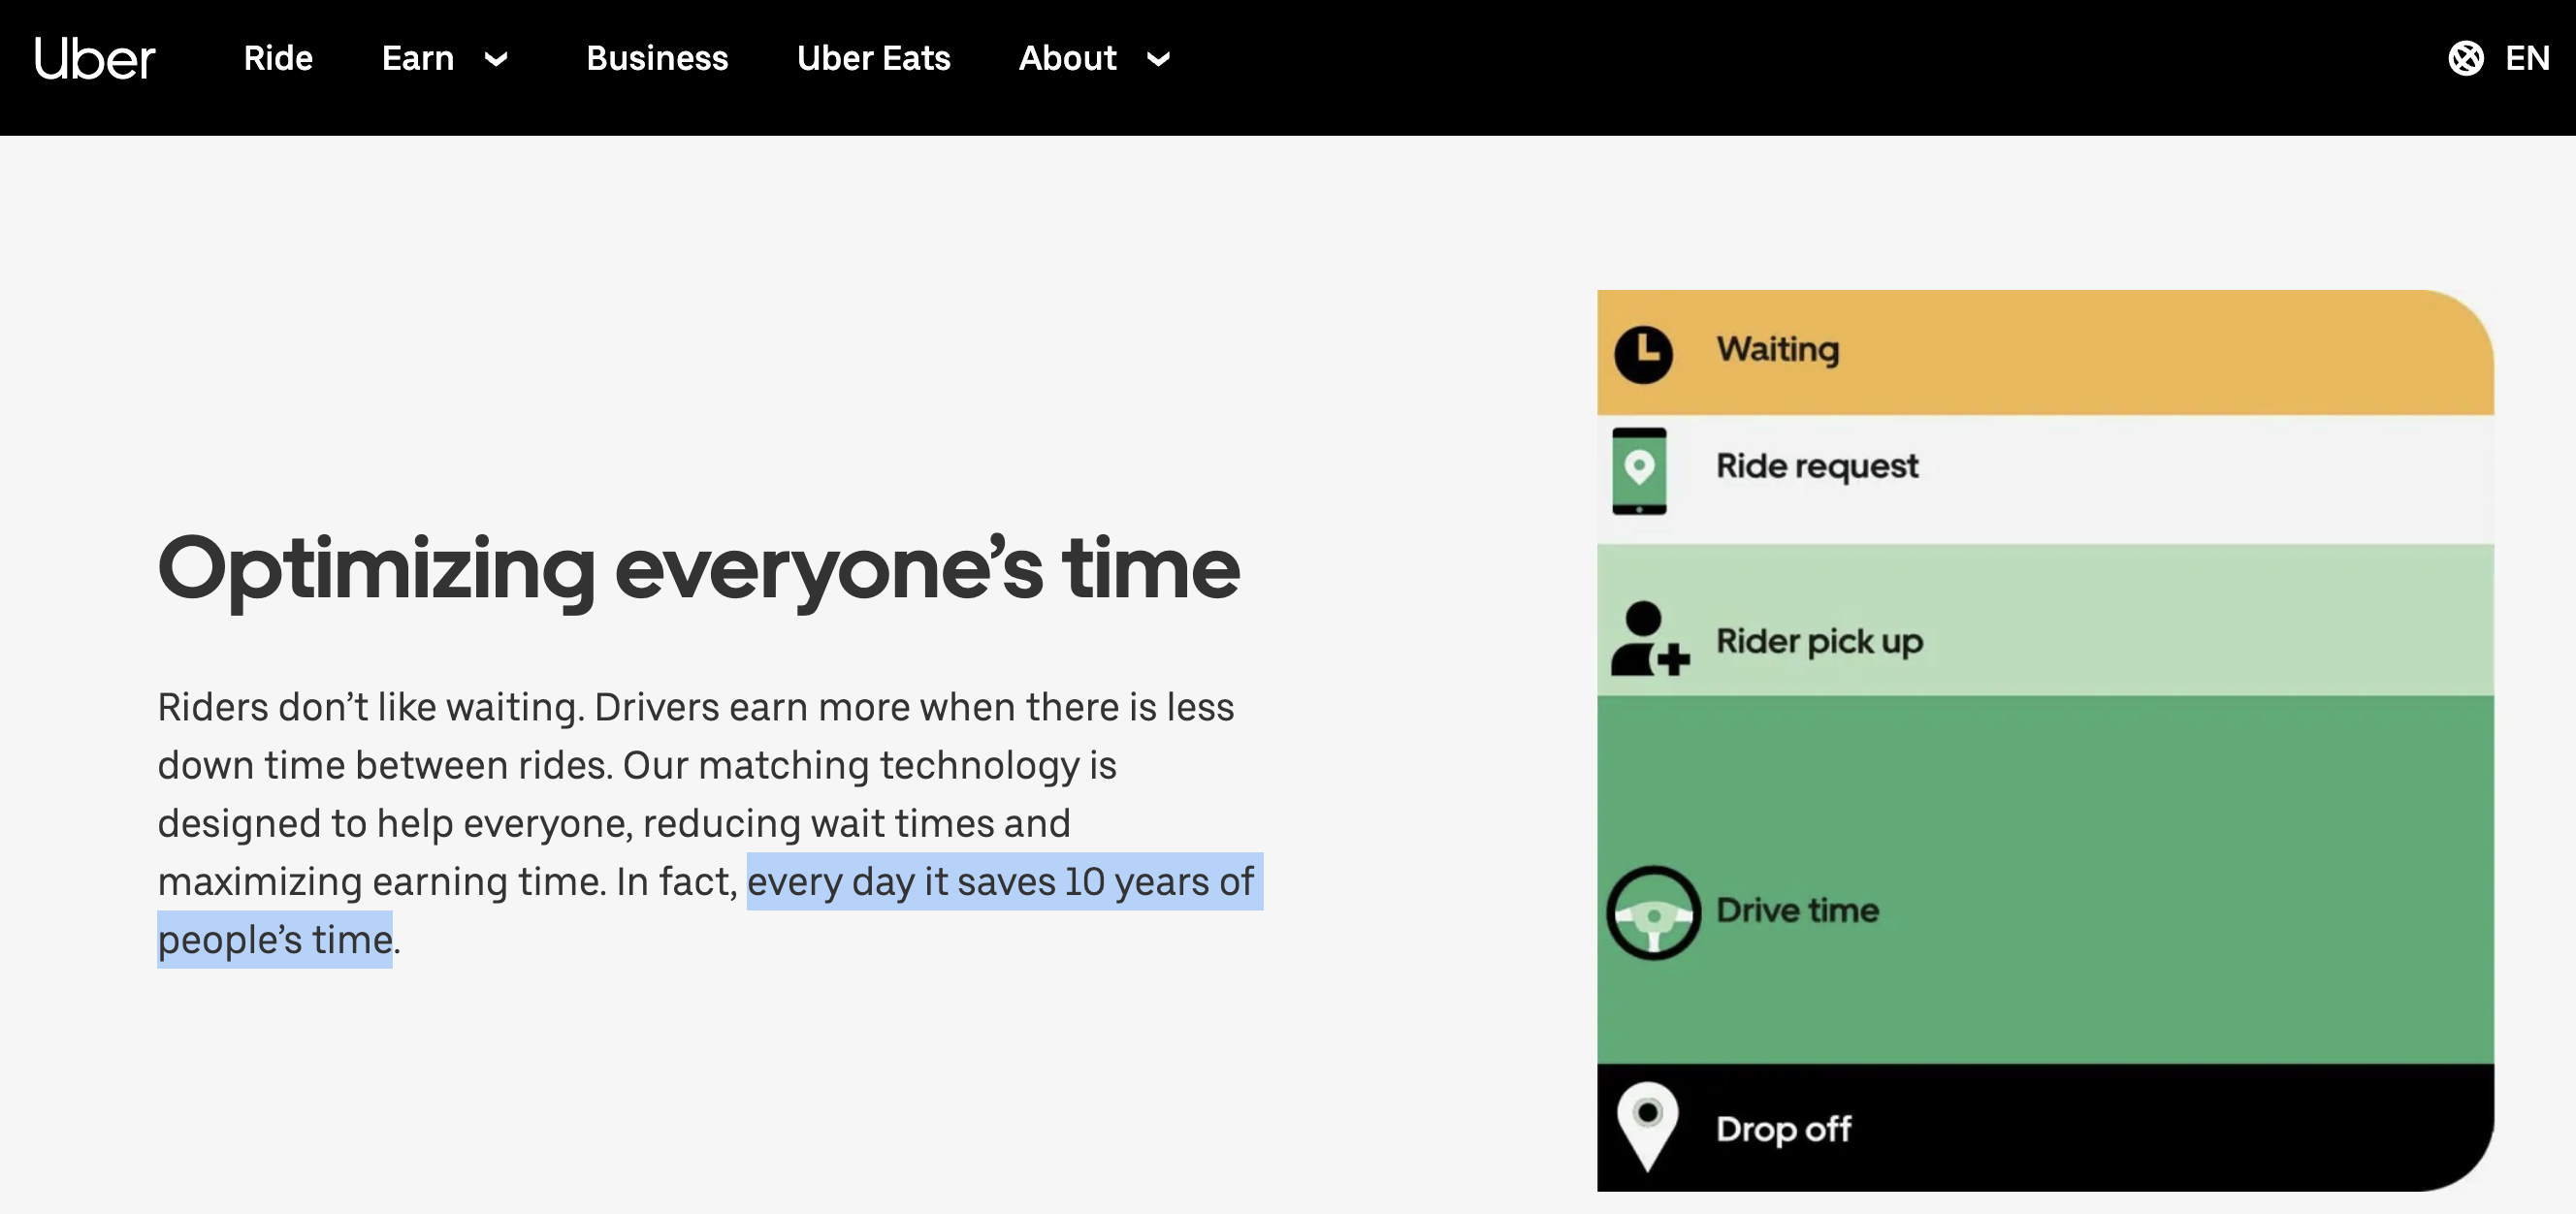 Uber Ride Earn Business Uber Eats About EN
Optimizing everyone’s time
Riders don’t like waiting. Drivers earn more when there is less
down time between rides. Our matching technology is
designed to help everyone, reducing wait times and
maximizing earning time. In fact, every day it saves 10 years of
people’s time.
Waiting
Ride request
Rider pick up
Drive time
Drop off